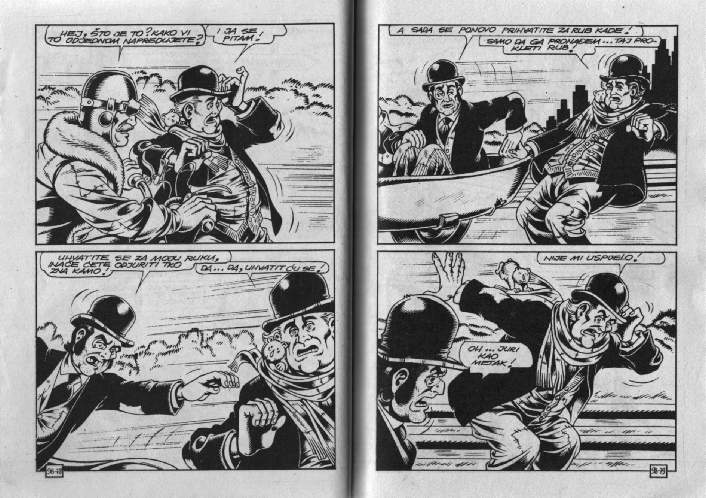 HEJ, ŠTO JE TO? KAKO VI
TO ODJEDNOM NAPREDUJETE?
I JA SE
PITAM!
UHVATITE SE ZA MOJU RUKU,
INAČE ĆETE ODJURITI TKO
ZNA KAMO!
DA... DA, UHVATIT ĆU SE!
A SADA SE PONOVO PRIHVATITE ZA RUB KADE!
SAMO DA GA PRONAĐEM... TAJ PRO-
KLETI RUB!
NIJE MI USPJELO!
OH... JURI
KAO
METAK!